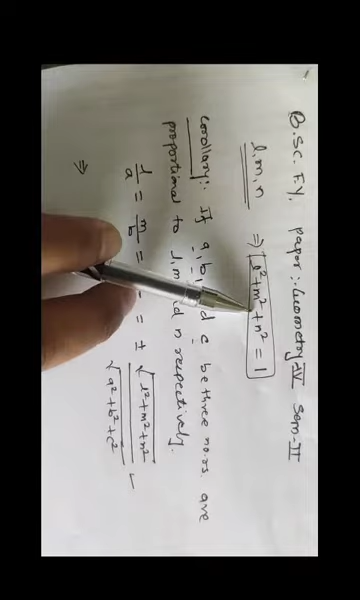 B.Sc. F.Y. paper :- Geometry IV Sem-II
l, m, n ⇒ l²+m²+n² = 1
Corollary:- If a, b, d c be three nors. are
proportional to l, m d n respectively.
l/a = m/b = = ± √l²+m²+n² / √a²+b²+c²
⇒